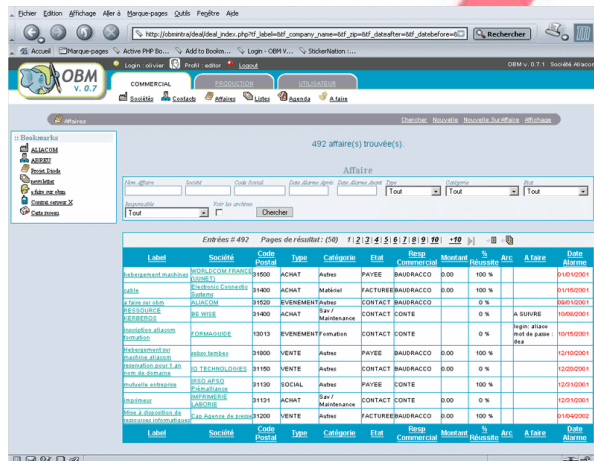 Fichier Edition Affichage Aller à Marque-pages Outils Fenêtre Aide
http://obmintra/deal/deal_index.php?tf_label=&tf_company_name=&tf_zip=&tf_dateafter=&tf_datebefore=& Rechercher
Accueil Marque-pages Active PHP Bo... Add to Bookm... Login - OBM V... StickerNation :...
Login : olivier Profil : editor Logout OBM v. 0.7.1 Société Aliacom
OBM
V. 0.7
COMMERCIAL PRODUCTION UTILISATEUR
Sociétés Contacts Affaires Listes Agenda A faire
Affaires Chercher Nouvelle Nouvelle SurAffaire Affichage
:: Bookmarks
ALIACOM
ABREU
Projet Diode
newsletter
a faire sur obm
Control serveur X
Carte proses
492 affaire(s) trouvée(s).
Affaire
Nom Affaire Société Code Postal Date Alarme Après Date Alarme Avant Type Catégorie Etat
Tout Tout Tout
Responsable Voir les archives
Tout Chercher
Entrées # 492 Pages de résultat : (50) 1 | 2 | 3 | 4 | 5 | 6 | 7 | 8 | 9 | 10 | +10
Label Société Code Postal Type Catégorie Etat Resp Commercial Montant % Réussite Arc A faire Date Alarme
hebergement machines WORLDCOM FRANCE (UUNET) 31500 ACHAT Autres PAYEE BAUDRACCO 0.00 100 % 01/01/2001
cable Electronic Connectio Systems 31400 ACHAT Matériel FACTUREE BAUDRACCO 0.00 100 % 01/15/2001
a faire sur obm ALIACOM 31520 EVENEMENT Autres CONTACT BAUDRACCO 0 % 09/01/2001
RESSOURCE KERBEROS BE WISE 31400 ACHAT Sav / Maintenance CONTACT CONTE 0 % A SUIVRE 10/08/2001
inscription aliacom formation FORMAGUIDE 13013 EVENEMENT Formation CONTACT CONTE 0 % login: aliaco mot de passe : dea 10/15/2001
Hebergement sur machine aliacom 31000 VENTE Autres PAYEE BAUDRACCO 0.00 100 % 12/10/2001
reservation pour 1 an nom de domaine IO TECHNOLOGIES 31150 VENTE Autres CONTACT BAUDRACCO 0.00 0 % 12/20/2001
mutuelle entreprise IRSO APSO Prémalliance 31130 SOCIAL Autres PAYEE CONTE 100 % 12/31/2001
imprimeur IMPRIMERIE LABORIE 31131 ACHAT Sav / Maintenance CONTACT CONTE 0.00 0 % 12/31/2001
Mise à disposition de ressources informatiques Cap Agence de presse 31200 VENTE Autres FACTUREE BAUDRACCO 0.00 100 % 01/04/2002
Label Société Code Postal Type Catégorie Etat Resp Commercial Montant % Réussite Arc A faire Date Alarme